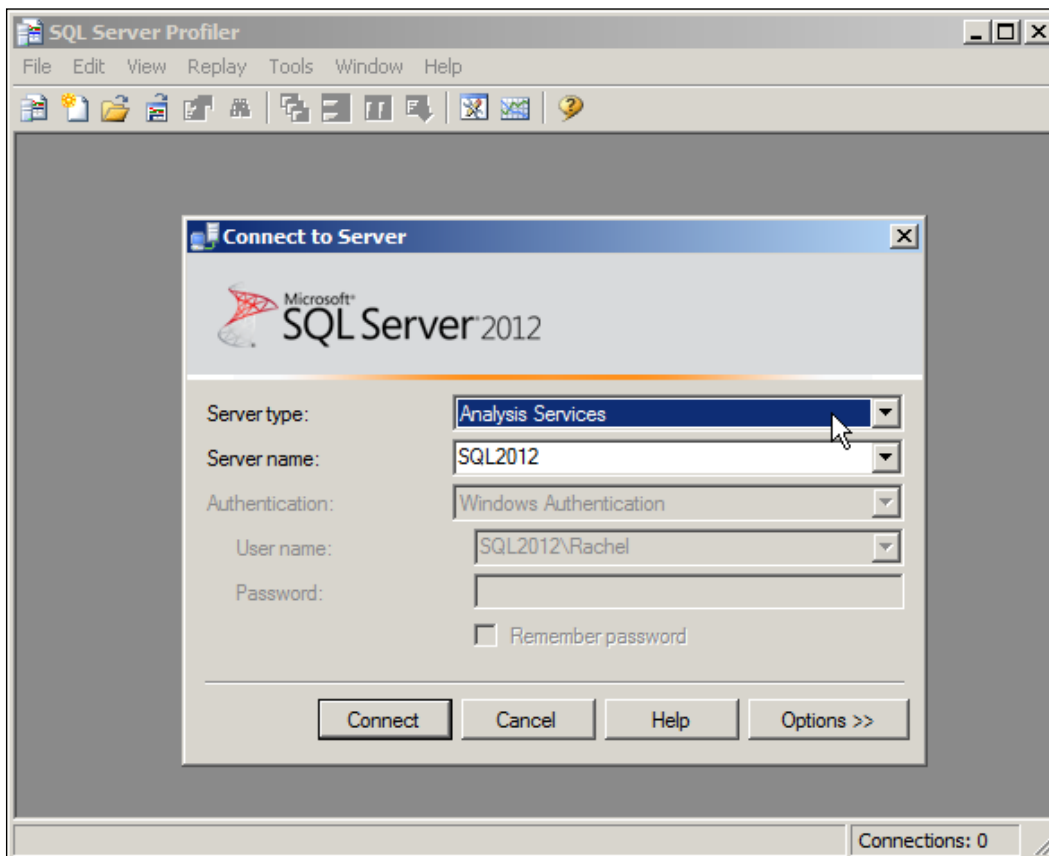 SQL Server Profiler
File Edit View Replay Tools Window Help
Connect to Server
Microsoft®
SQL Server® 2012
Server type: Analysis Services
Server name: SQL2012
Authentication: Windows Authentication
User name: SQL2012\Rachel
Password:
Remember password
Connect Cancel Help Options >>
Connections: 0